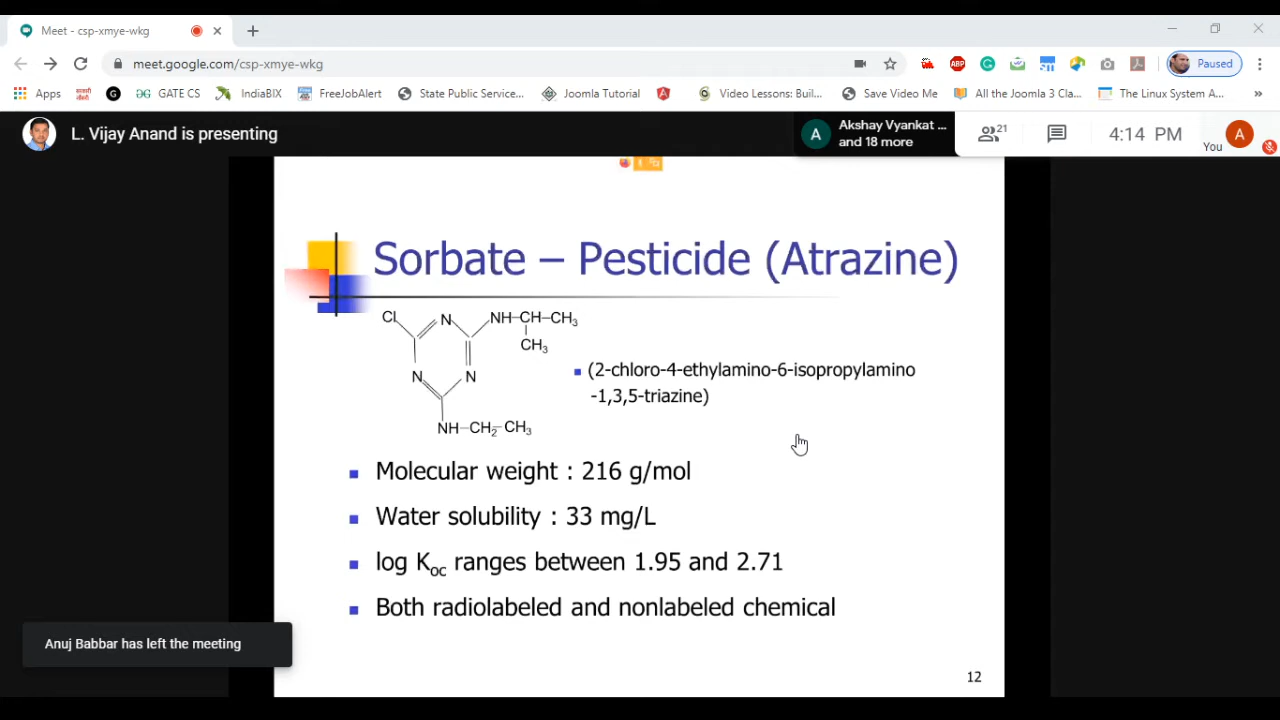 Meet - csp-xmye-wkg
meet.google.com/csp-xmye-wkg
ABP
Paused
Apps
GATE CS
IndiaBIX
FreeJobAlert
State Public Service...
Joomla Tutorial
Video Lessons: Buil...
Save Video Me
All the Joomla 3 Cla...
The Linux System A...
»
L. Vijay Anand is presenting
A
Akshay Vyankat ...
and 18 more
21
4:14 PM
You
A
Sorbate – Pesticide (Atrazine)
Cl
N
NH–CH–CH3
CH3
N
N
NH–CH2–CH3
(2-chloro-4-ethylamino-6-isopropylamino
-1,3,5-triazine)
Molecular weight : 216 g/mol
Water solubility : 33 mg/L
log Koc ranges between 1.95 and 2.71
Both radiolabeled and nonlabeled chemical
Anuj Babbar has left the meeting
12